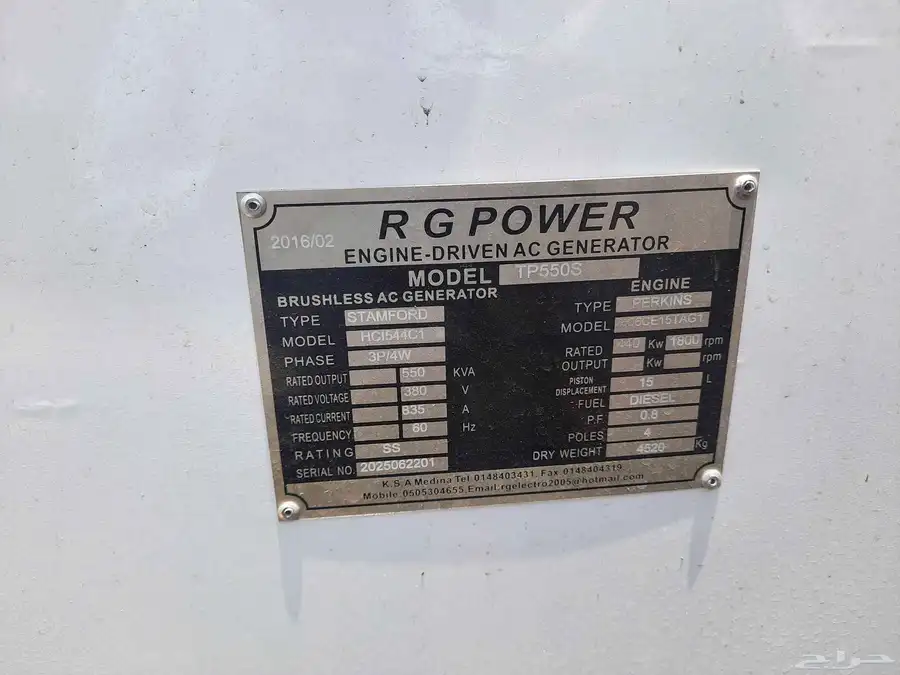 2016/02
R G POWER
ENGINE-DRIVEN AC GENERATOR
MODEL TP550S
BRUSHLESS AC GENERATOR
TYPE STAMFORD
MODEL HCI544C1
PHASE 3P/4W
RATED OUTPUT 550 KVA
RATED VOLTAGE 380 V
RATED CURRENT 835 A
FREQUENCY 60 Hz
RATING SS
SERIAL NO. 2025062201
ENGINE
TYPE PERKINS
MODEL
RATED OUTPUT 440 Kw 1800 rpm
Kw rpm
PISTON DISPLACEMENT 15 L
FUEL DIESEL
P.F. 0.8
POLES 4
DRY WEIGHT 4520 Kg
K.S.A Medina Tel 0148403431 Fax 0148404319
Mobile 0505304655 Email:rgelectro2005@hotmail.com
حراج